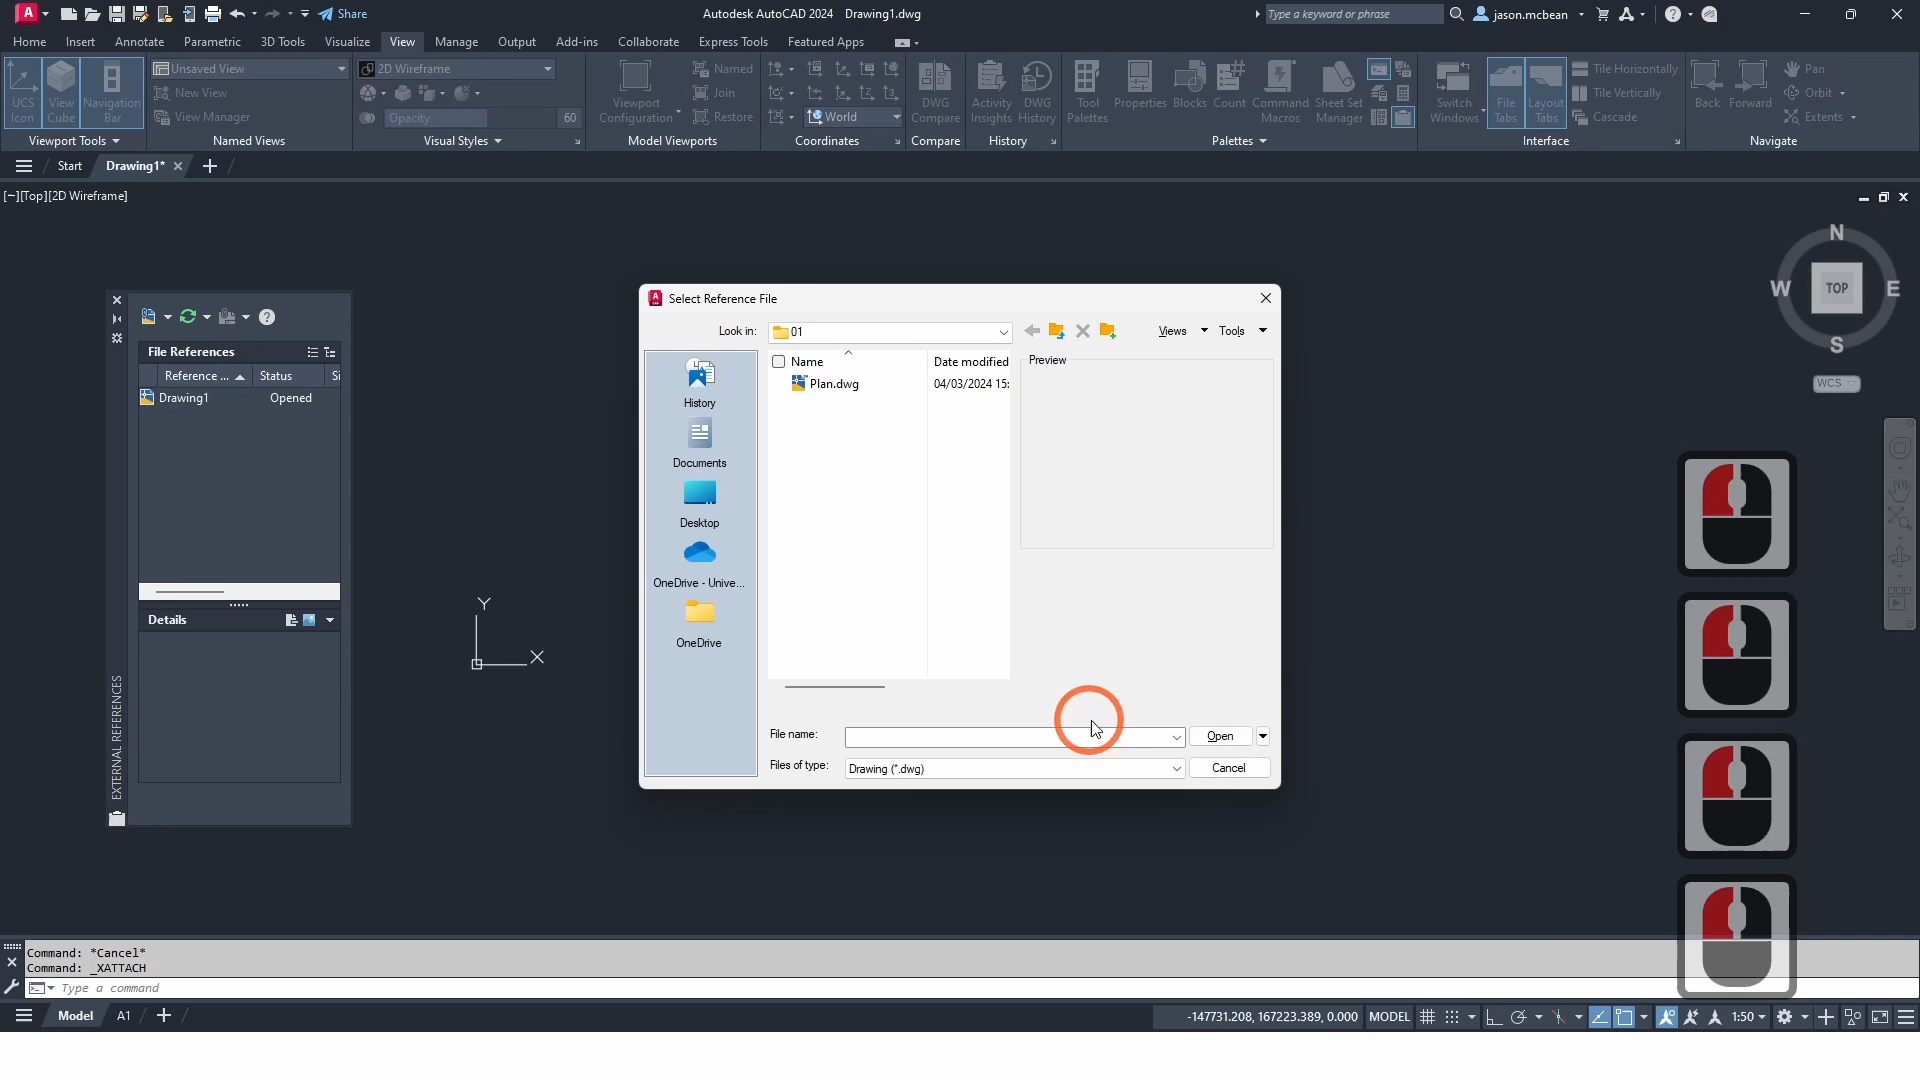 A Share Autodesk AutoCAD 2024 Drawing1.dwg Type a keyword or phrase jason.mcbean
Home Insert Annotate Parametric 3D Tools Visualize View Manage Output Add-ins Collaborate Express Tools Featured Apps
Unsaved View 2D Wireframe Named Tile Horizontally Pan
New View Join Tile Vertically Orbit
UCS Icon View Cube Navigation Bar View Manager Opacity 60 Viewport Configuration Restore World DWG Compare Activity Insights DWG History Tool Palettes Properties Blocks Count Command Macros Sheet Set Manager Switch Windows File Tabs Layout Tabs Cascade Back Forward Extents
Viewport Tools Named Views Visual Styles Model Viewports Coordinates Compare History Palettes Interface Navigate
Start Drawing1*
[−][Top][2D Wireframe]
N
W TOP E
S
WCS
EXTERNAL REFERENCES
File References
Reference ... Status Si
Drawing1 Opened
Details
Y
X
A Select Reference File
Look in: 01 Views Tools
Name Date modified Preview
Plan.dwg 04/03/2024 15:
History
Documents
Desktop
OneDrive - Unive...
OneDrive
File name: Open
Files of type: Drawing (*.dwg) Cancel
Command: *Cancel*
Command: _XATTACH
Type a command
Model A1 -147731.208, 167223.389, 0.000 MODEL 1:50